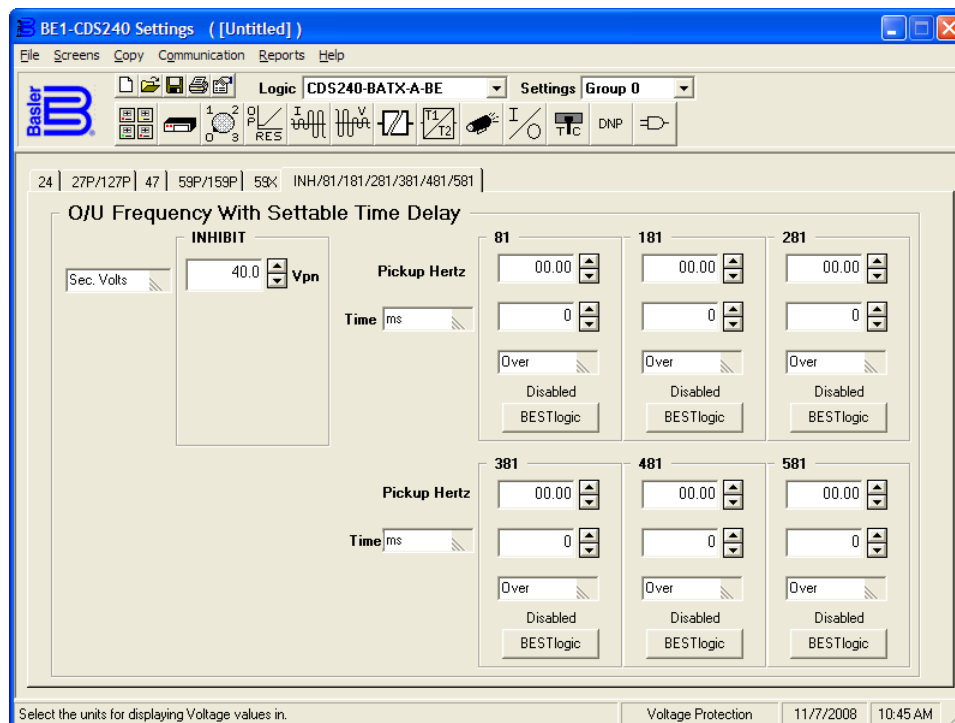 BE1-CDS240 Settings ( [Untitled] )
File Screens Copy Communication Reports Help
Basler
Logic CDS240-BATX-A-BE Settings Group 0
1 2 0 3 O P RES I V T1 T2 I O T C DNP
24 27P/127P 47 59P/159P 59X INH/81/181/281/381/481/581
O/U Frequency With Settable Time Delay
INHIBIT 81 181 281
Sec. Volts 40.0 Vpn Pickup Hertz 00.00 00.00 00.00
Time ms 0 0 0
Over Over Over
Disabled Disabled Disabled
BESTlogic BESTlogic BESTlogic
381 481 581
Pickup Hertz 00.00 00.00 00.00
Time ms 0 0 0
Over Over Over
Disabled Disabled Disabled
BESTlogic BESTlogic BESTlogic
Select the units for displaying Voltage values in. Voltage Protection 11/7/2008 10:45 AM